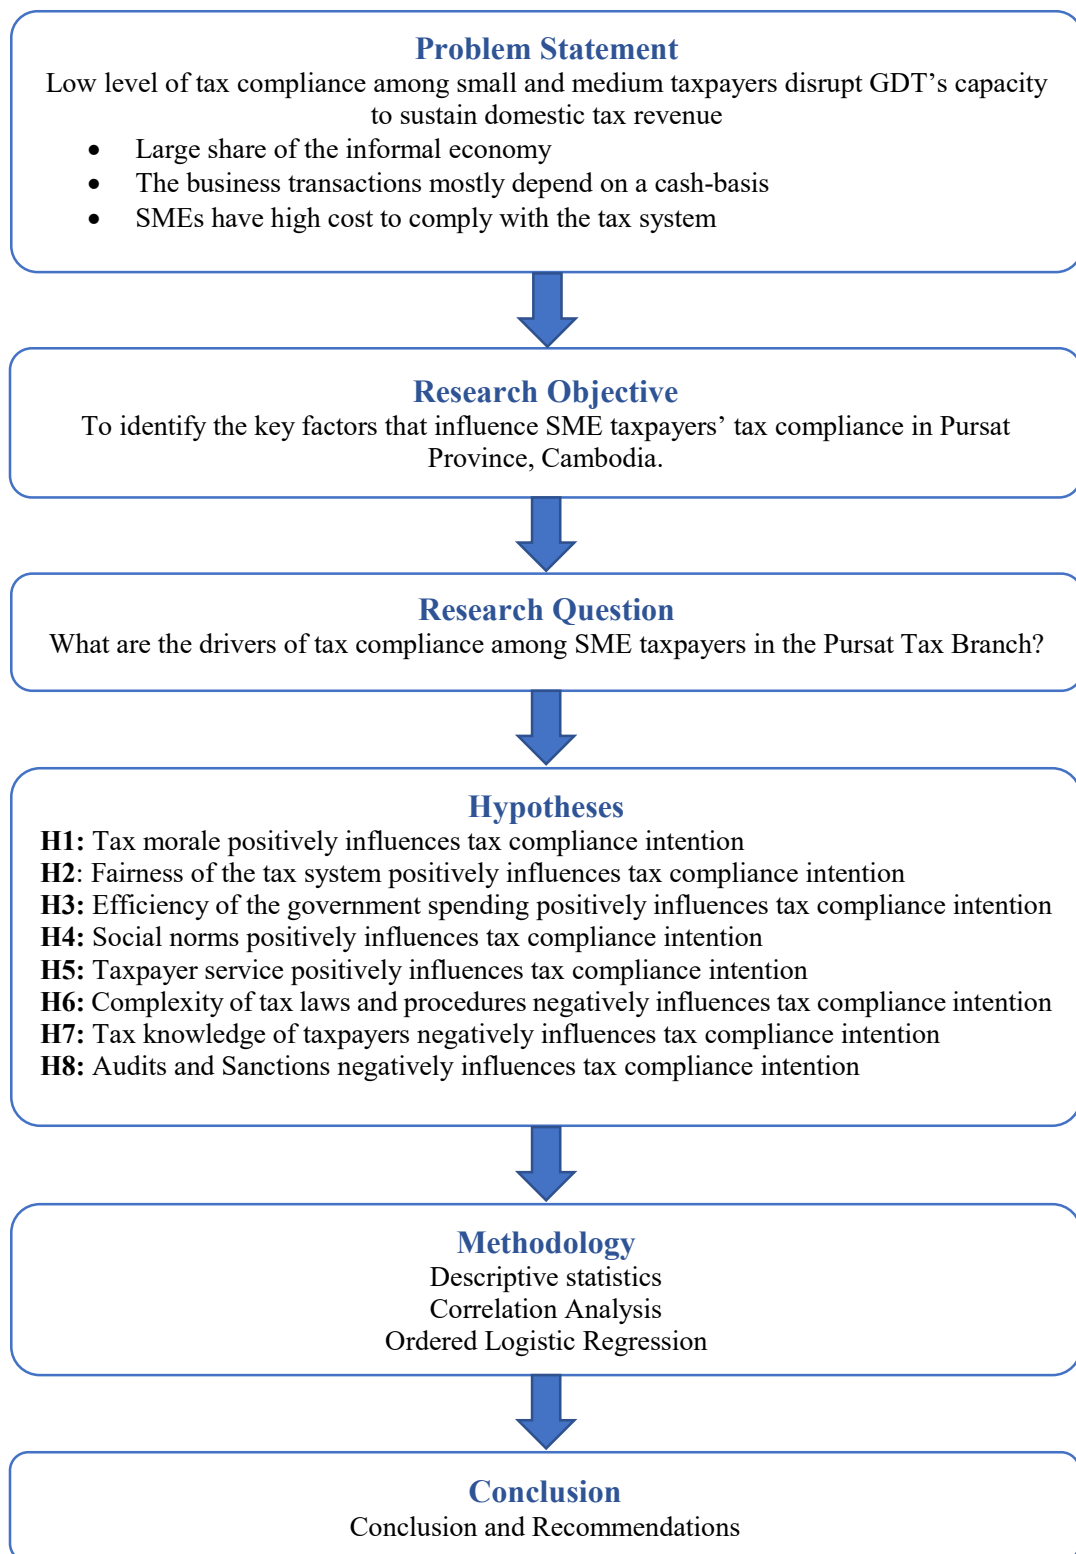 Problem Statement
Low level of tax compliance among small and medium taxpayers disrupt GDT’s capacity
to sustain domestic tax revenue
• Large share of the informal economy
• The business transactions mostly depend on a cash-basis
• SMEs have high cost to comply with the tax system
Research Objective
To identify the key factors that influence SME taxpayers’ tax compliance in Pursat
Province, Cambodia.
Research Question
What are the drivers of tax compliance among SME taxpayers in the Pursat Tax Branch?
Hypotheses
H1: Tax morale positively influences tax compliance intention
H2: Fairness of the tax system positively influences tax compliance intention
H3: Efficiency of the government spending positively influences tax compliance intention
H4: Social norms positively influences tax compliance intention
H5: Taxpayer service positively influences tax compliance intention
H6: Complexity of tax laws and procedures negatively influences tax compliance intention
H7: Tax knowledge of taxpayers negatively influences tax compliance intention
H8: Audits and Sanctions negatively influences tax compliance intention
Methodology
Descriptive statistics
Correlation Analysis
Ordered Logistic Regression
Conclusion
Conclusion and Recommendations